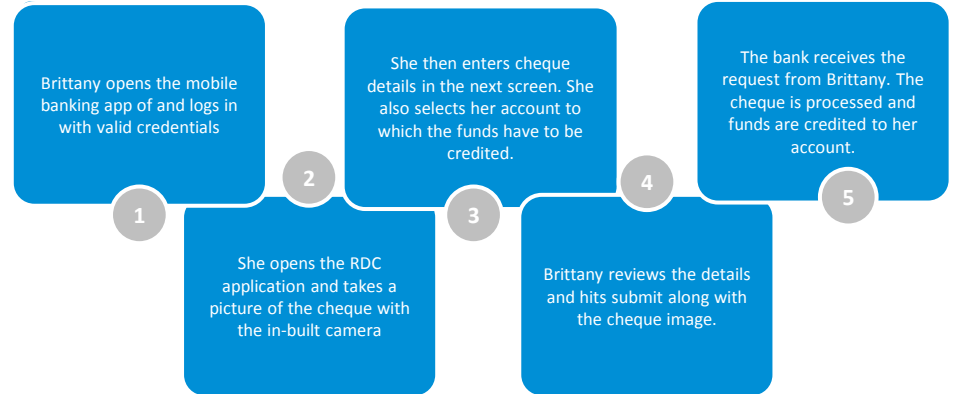 Brittany opens the mobile
banking app of and logs in
with valid credentials
1
2
She opens the RDC
application and takes a
picture of the cheque with
the in-built camera
She then enters cheque
details in the next screen. She
also selects her account to
which the funds have to be
credited.
3
4
Brittany reviews the details
and hits submit along with
the cheque image.
The bank receives the
request from Brittany. The
cheque is processed and
funds are credited to her
account.
5